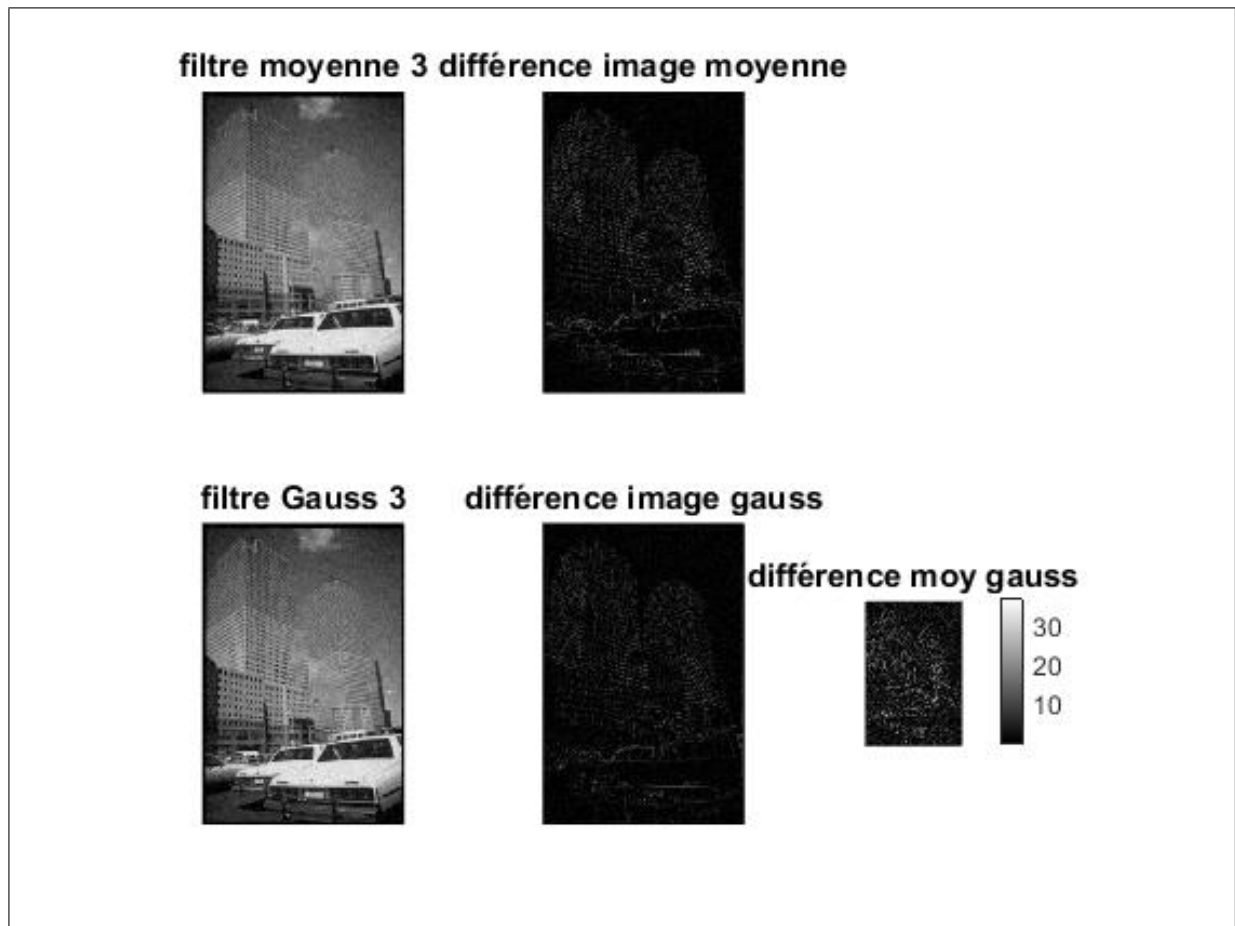 filtre moyenne 3
différence image moyenne
filtre Gauss 3
différence image gauss
différence moy gauss
30
20
10